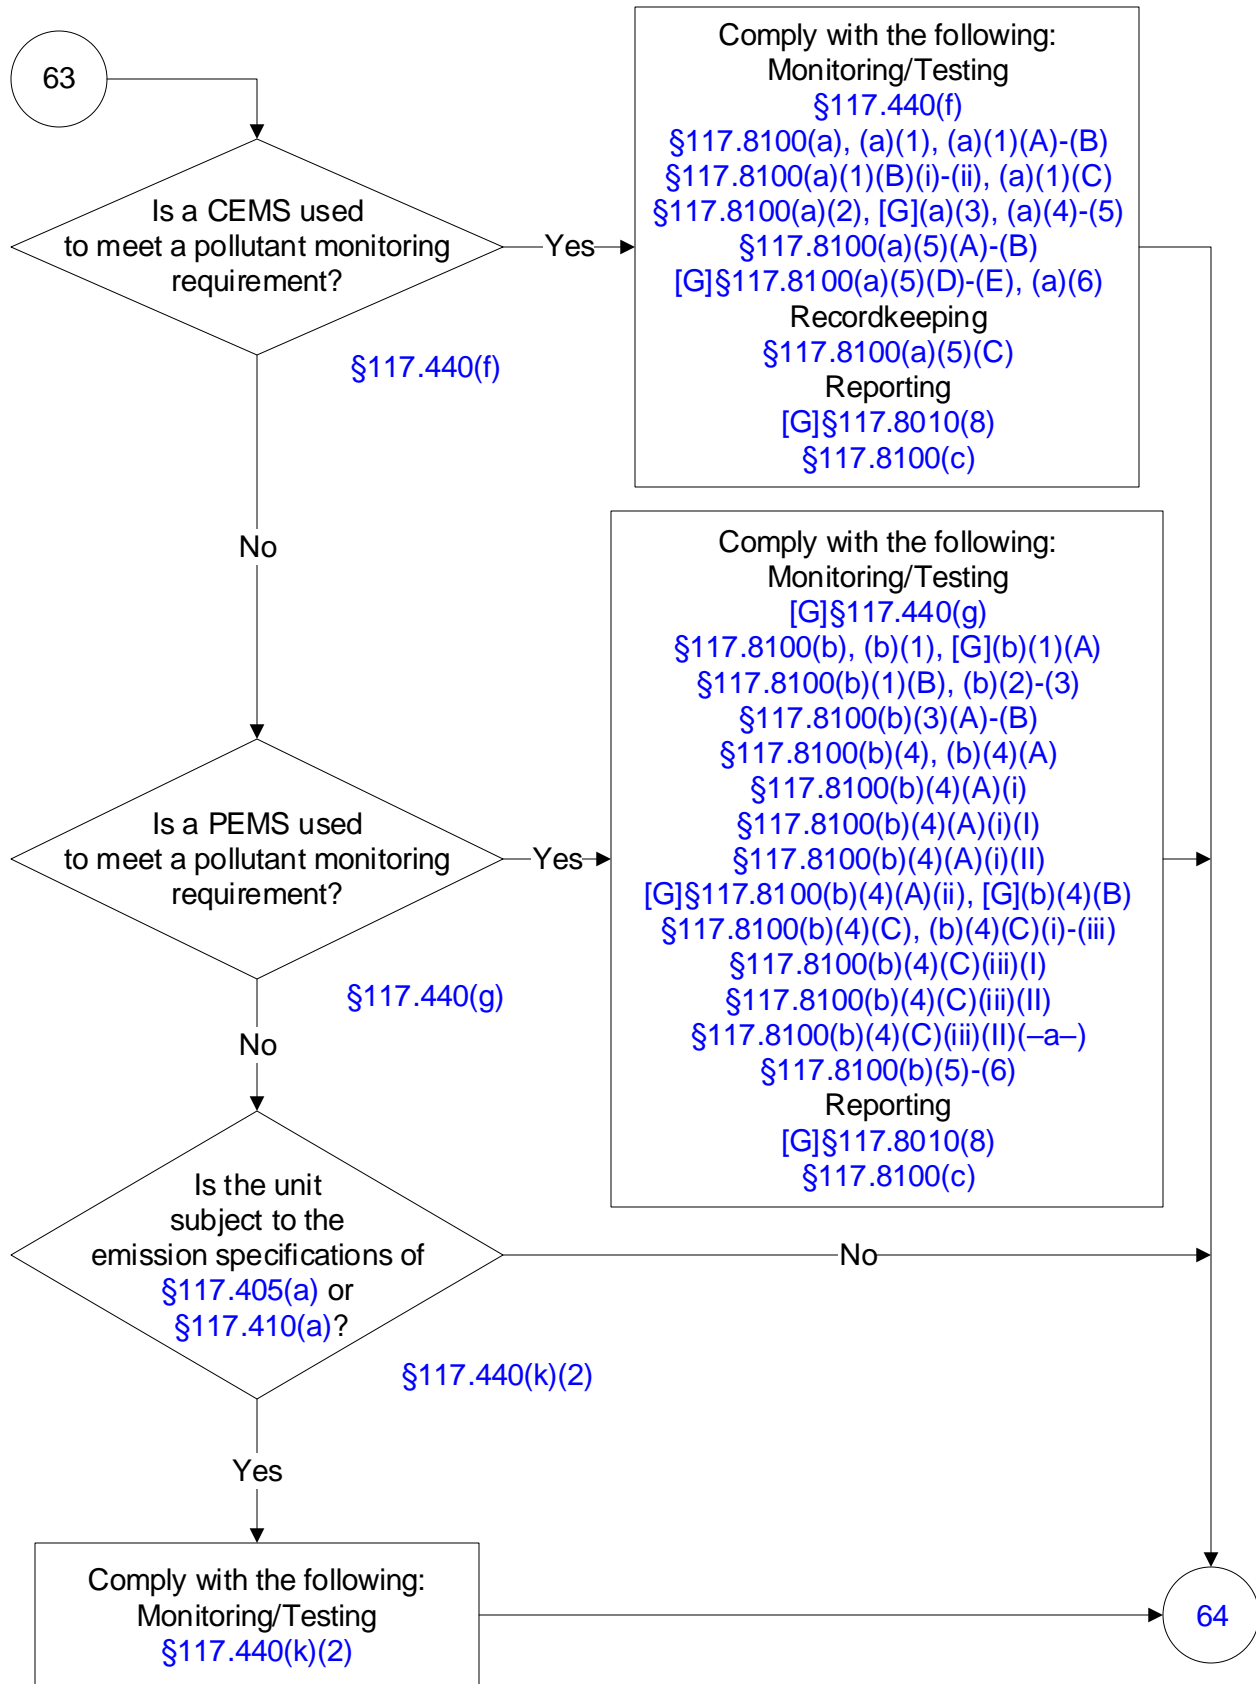 63
Is a CEMS used
to meet a pollutant monitoring
requirement?
§117.440(f)
Yes
Comply with the following:
Monitoring/Testing
§117.440(f)
§117.8100(a), (a)(1), (a)(1)(A)-(B)
§117.8100(a)(1)(B)(i)-(ii), (a)(1)(C)
§117.8100(a)(2), [G](a)(3), (a)(4)-(5)
§117.8100(a)(5)(A)-(B)
[G]§117.8100(a)(5)(D)-(E), (a)(6)
Recordkeeping
§117.8100(a)(5)(C)
Reporting
[G]§117.8010(8)
§117.8100(c)
No
Is a PEMS used
to meet a pollutant monitoring
requirement?
§117.440(g)
Yes
Comply with the following:
Monitoring/Testing
[G]§117.440(g)
§117.8100(b), (b)(1), [G](b)(1)(A)
§117.8100(b)(1)(B), (b)(2)-(3)
§117.8100(b)(3)(A)-(B)
§117.8100(b)(4), (b)(4)(A)
§117.8100(b)(4)(A)(i)
§117.8100(b)(4)(A)(i)(I)
§117.8100(b)(4)(A)(i)(II)
[G]§117.8100(b)(4)(A)(ii), [G](b)(4)(B)
§117.8100(b)(4)(C), (b)(4)(C)(i)-(iii)
§117.8100(b)(4)(C)(iii)(I)
§117.8100(b)(4)(C)(iii)(II)
§117.8100(b)(4)(C)(iii)(II)(–a–)
§117.8100(b)(5)-(6)
Reporting
[G]§117.8010(8)
§117.8100(c)
No
Is the unit
subject to the
emission specifications of
§117.405(a) or
§117.410(a)?
§117.440(k)(2)
No
Yes
Comply with the following:
Monitoring/Testing
§117.440(k)(2)
64